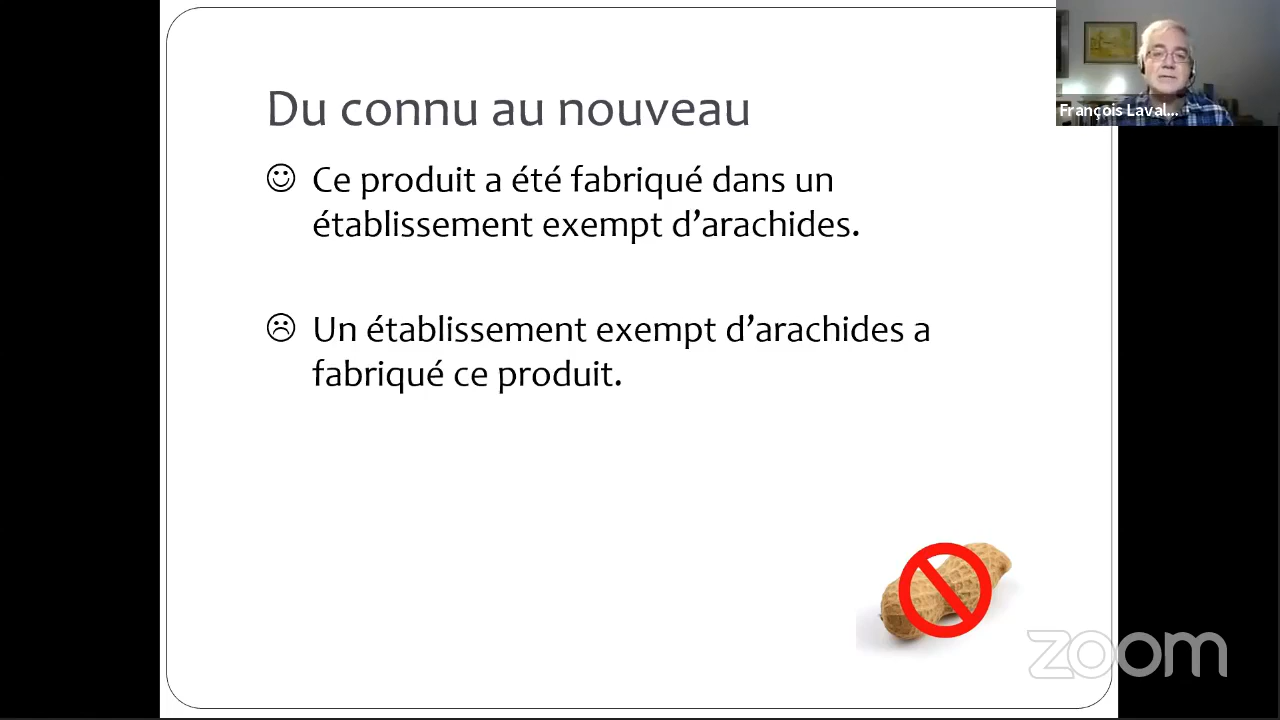 Du connu au nouveau
Ce produit a été fabriqué dans un
établissement exempt d’arachides.
Un établissement exempt d’arachides a
fabriqué ce produit.
François Laval...
zoom